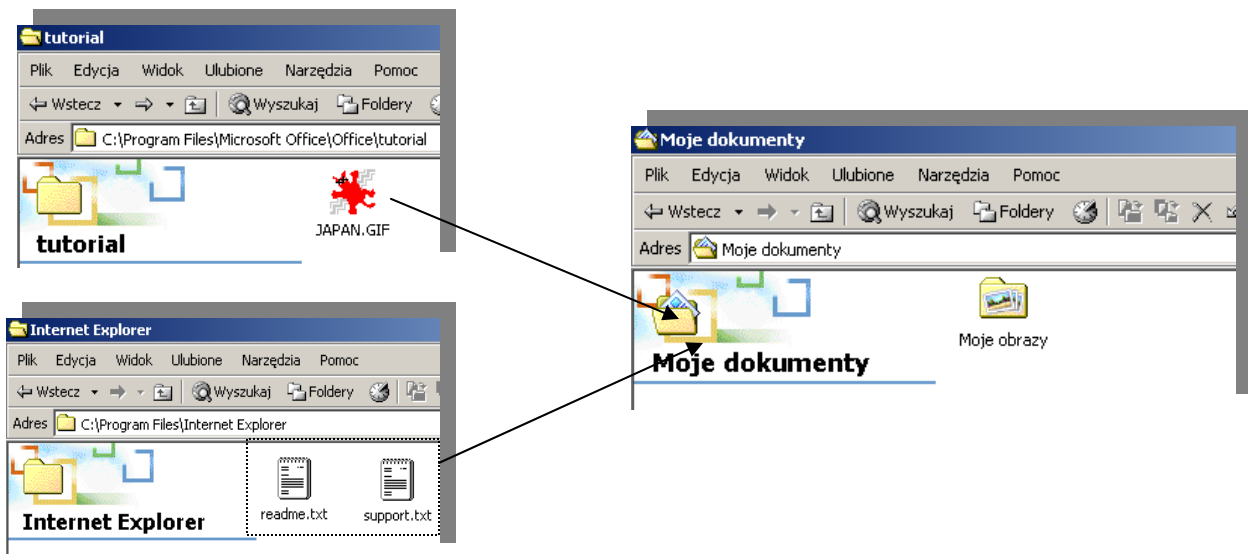 tutorial
Plik Edycja Widok Ulubione Narzędzia Pomoc
Wstecz Wyszukaj Foldery
Adres C:\Program Files\Microsoft Office\Office\tutorial
tutorial
JAPAN.GIF
Internet Explorer
Plik Edycja Widok Ulubione Narzędzia Pomoc
Wstecz Wyszukaj Foldery
Adres C:\Program Files\Internet Explorer
Internet Explorer
readme.txt support.txt
Moje dokumenty
Plik Edycja Widok Ulubione Narzędzia Pomoc
Wstecz Wyszukaj Foldery
Adres Moje dokumenty
Moje dokumenty
Moje obrazy